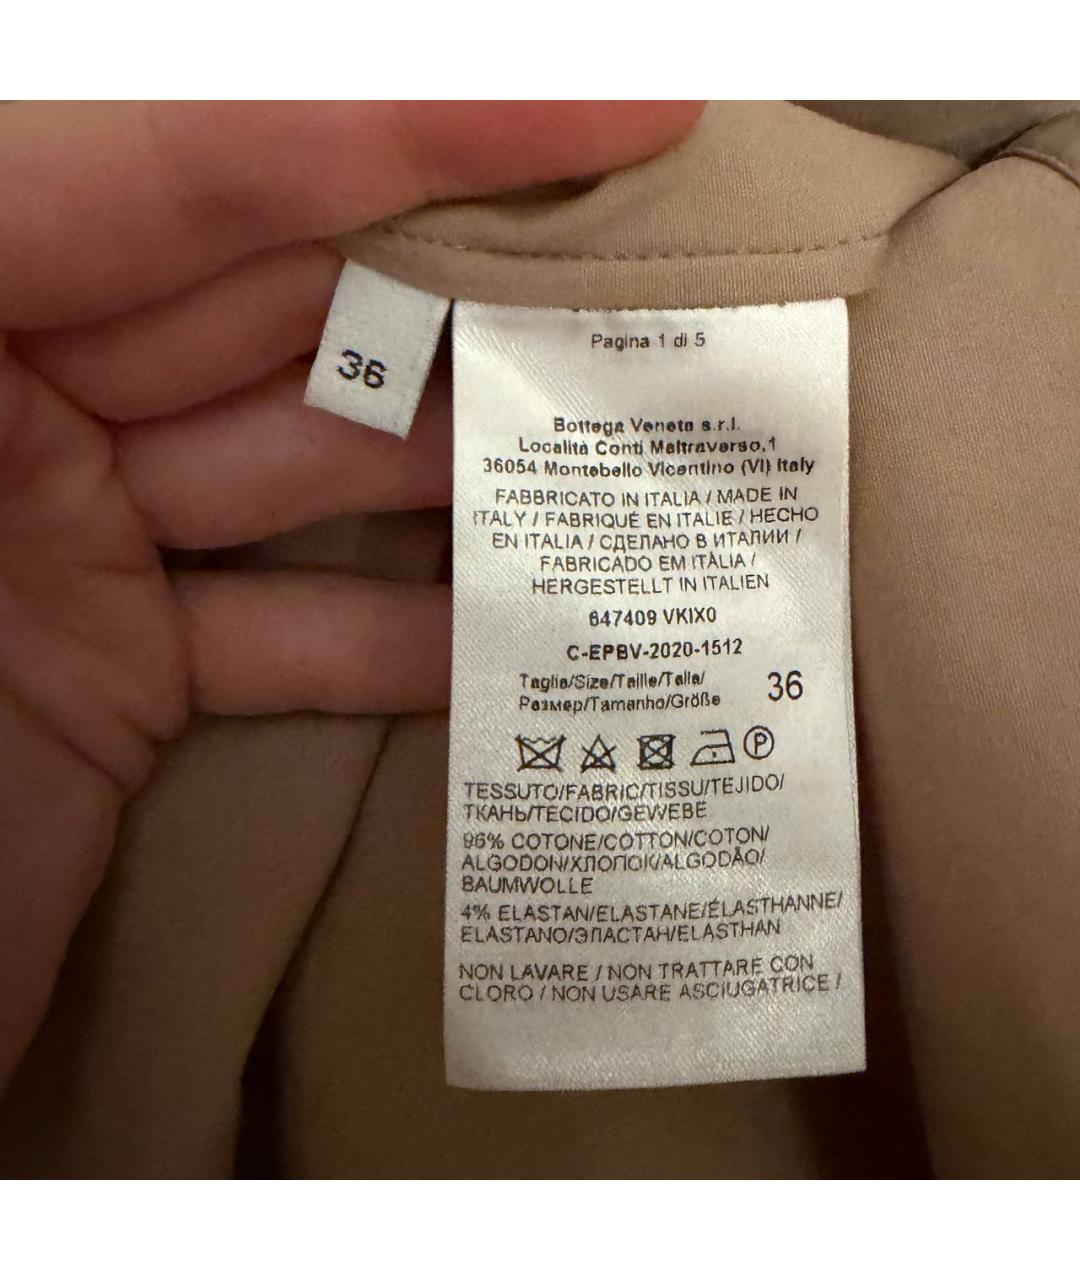 36
Pagina 1 di 5
Bottega Veneta s.r.l.
Località Conti Maltraverso,1
36054 Montebello Vicentino (VI) Italy
FABBRICATO IN ITALIA / MADE IN
ITALY / FABRIQUÉ EN ITALIE / HECHO
EN ITALIA / СДЕЛАНО В ИТАЛИИ /
FABRICADO EM ITÀLIA /
HERGESTELLT IN ITALIEN
647409 VKIX0
C-EPBV-2020-1512
Taglia/Size/Taille/Talla/
Размер/Tamanho/Größe 36
P
TESSUTO/FABRIC/TISSU/TEJIDO/
ТКАНЬ/TECIDO/GEWEBE
96% COTONE/COTTON/COTON/
ALGODON/ХЛОПОК/ALGODÃO/
BAUMWOLLE
4% ELASTAN/ELASTANE/ÉLASTHANNE/
ELASTANO/ЭЛАСТАН/ELASTHAN
NON LAVARE / NON TRATTARE CON
CLORO / NON USARE ASCIUGATRICE /